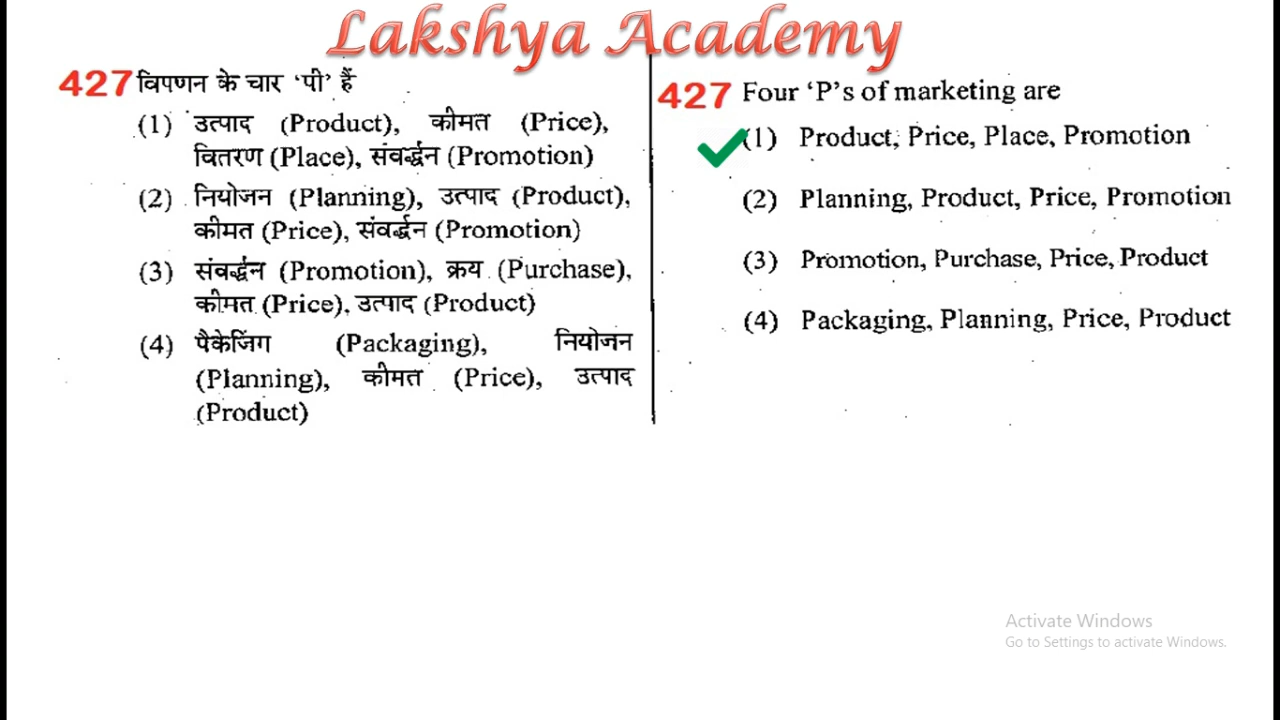 Lakshya Academy
427 विपणन के चार ‘पी’ हैं
(1) उत्पाद (Product), कीमत (Price),
वितरण (Place), संवर्द्धन (Promotion)
(2) नियोजन (Planning), उत्पाद (Product),
कीमत (Price), संवर्द्धन (Promotion)
(3) संवर्द्धन (Promotion), क्रय (Purchase),
कीमत (Price), उत्पाद (Product)
(4) पैकेजिंग (Packaging), नियोजन
(Planning), कीमत (Price), उत्पाद
(Product)
427 Four ‘P’s of marketing are
(1) Product, Price, Place, Promotion
(2) Planning, Product, Price, Promotion
(3) Promotion, Purchase, Price, Product
(4) Packaging, Planning, Price, Product
Activate Windows
Go to Settings to activate Windows.